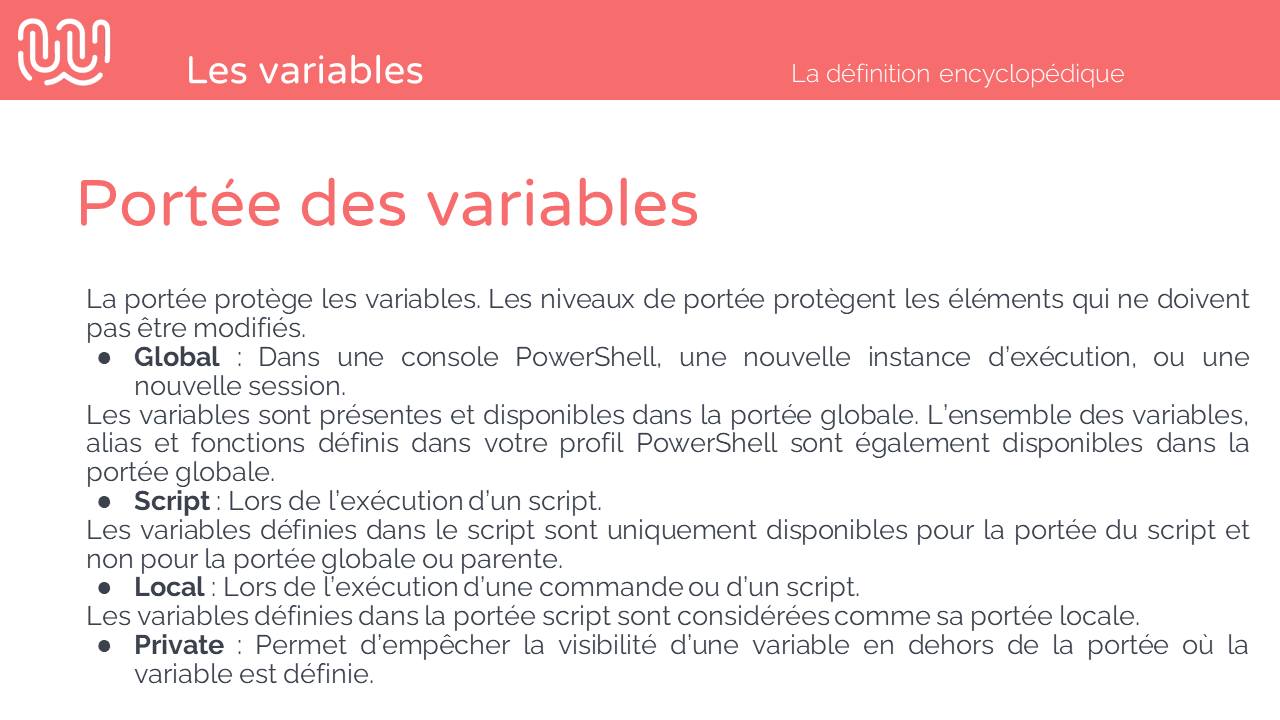 Les variables
La définition encyclopédique
Portée des variables
La portée protège les variables. Les niveaux de portée protègent les éléments qui ne doivent
pas être modifiés.
● Global : Dans une console PowerShell, une nouvelle instance d’exécution, ou une
nouvelle session.
Les variables sont présentes et disponibles dans la portée globale. L’ensemble des variables,
alias et fonctions définis dans votre profil PowerShell sont également disponibles dans la
portée globale.
● Script : Lors de l’exécution d’un script.
Les variables définies dans le script sont uniquement disponibles pour la portée du script et
non pour la portée globale ou parente.
● Local : Lors de l’exécution d’une commande ou d’un script.
Les variables définies dans la portée script sont considérées comme sa portée locale.
● Private : Permet d’empêcher la visibilité d’une variable en dehors de la portée où la
variable est définie.